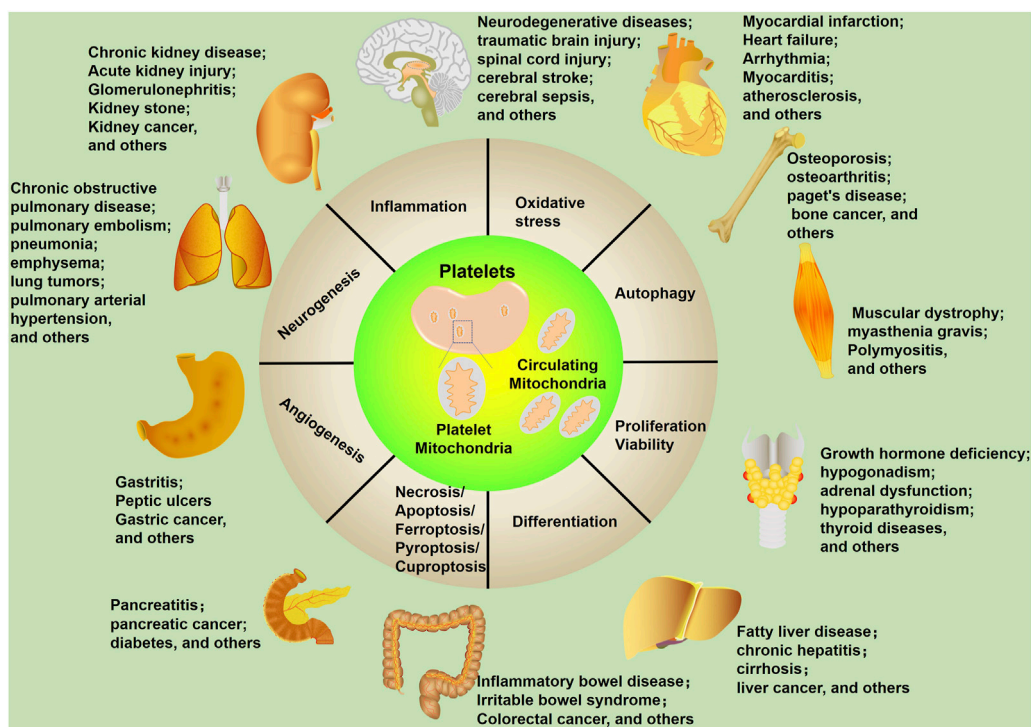 Chronic kidney disease;
Acute kidney injury;
Glomerulonephritis;
Kidney stone;
Kidney cancer,
and others
Neurodegenerative diseases;
traumatic brain injury;
spinal cord injury;
cerebral stroke;
cerebral sepsis,
and others
Myocardial infarction;
Heart failure;
Arrhythmia;
Myocarditis;
atherosclerosis,
and others
Osteoporosis;
osteoarthritis;
paget's disease;
bone cancer, and
others
Chronic obstructive
pulmonary disease;
pulmonary embolism;
pneumonia;
emphysema;
lung tumors;
pulmonary arterial
hypertension,
and others
Inflammation
Oxidative
stress
Neurogenesis
Autophagy
Platelets
Circulating
Mitochondria
Platelet
Mitochondria
Angiogenesis
Proliferation
Viability
Necrosis/
Apoptosis/
Ferroptosis/
Pyroptosis/
Cuproptosis
Differentiation
Muscular dystrophy;
myasthenia gravis;
Polymyositis,
and others
Growth hormone deficiency;
hypogonadism;
adrenal dysfunction;
hypoparathyroidism;
thyroid diseases,
and others
Gastritis;
Peptic ulcers
Gastric cancer,
and others
Pancreatitis;
pancreatic cancer;
diabetes, and others
Inflammatory bowel disease;
Irritable bowel syndrome;
Colorectal cancer, and others
Fatty liver disease;
chronic hepatitis;
cirrhosis;
liver cancer, and others